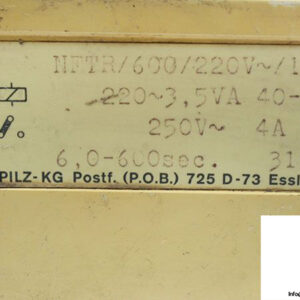 NFTR/600/220V~/1
220~3,5VA 40-
250V~ 4A
6,0-600sec. 31
PILZ-KG Postf. (P.O.B.) 725 D-73 Essl